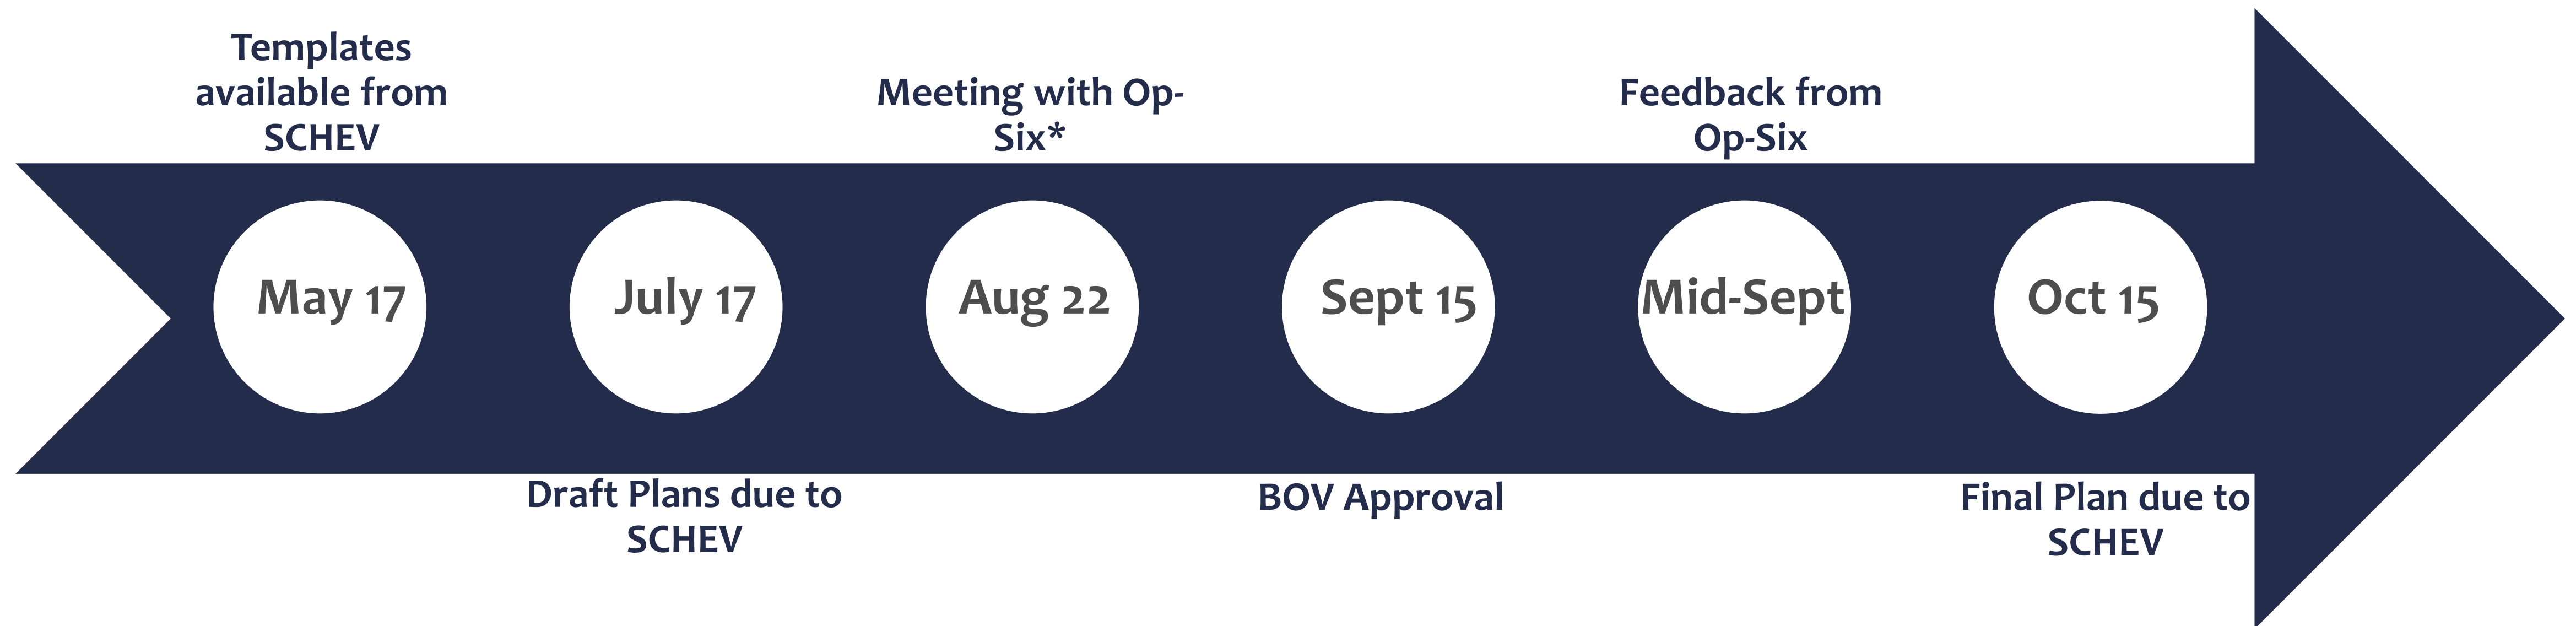 Templates
available from
SCHEV
Meeting with Op-
Six*
Feedback from
Op-Six
May 17
July 17
Aug 22
Sept 15
Mid-Sept
Oct 15
Draft Plans due to
SCHEV
BOV Approval
Final Plan due to
SCHEV